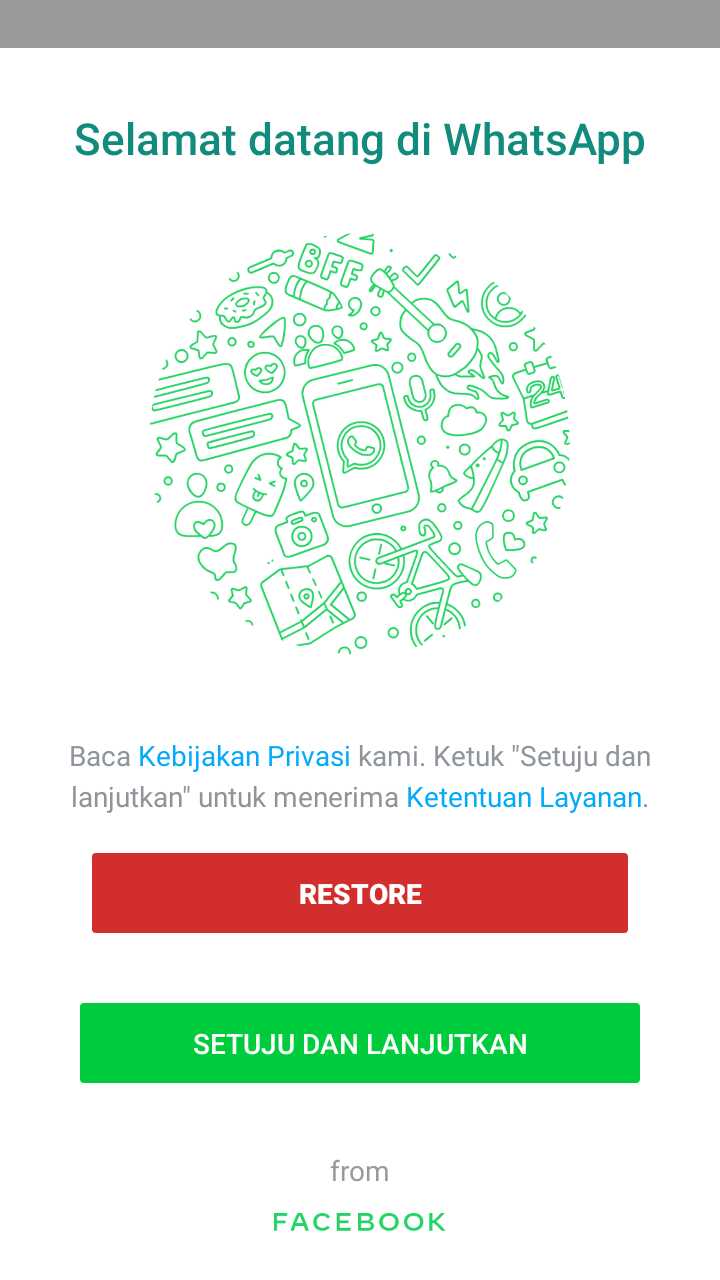 Selamat datang di WhatsApp
BFF
24
Baca Kebijakan Privasi kami. Ketuk "Setuju dan
lanjutkan" untuk menerima Ketentuan Layanan.
RESTORE
SETUJU DAN LANJUTKAN
from
FACEBOOK